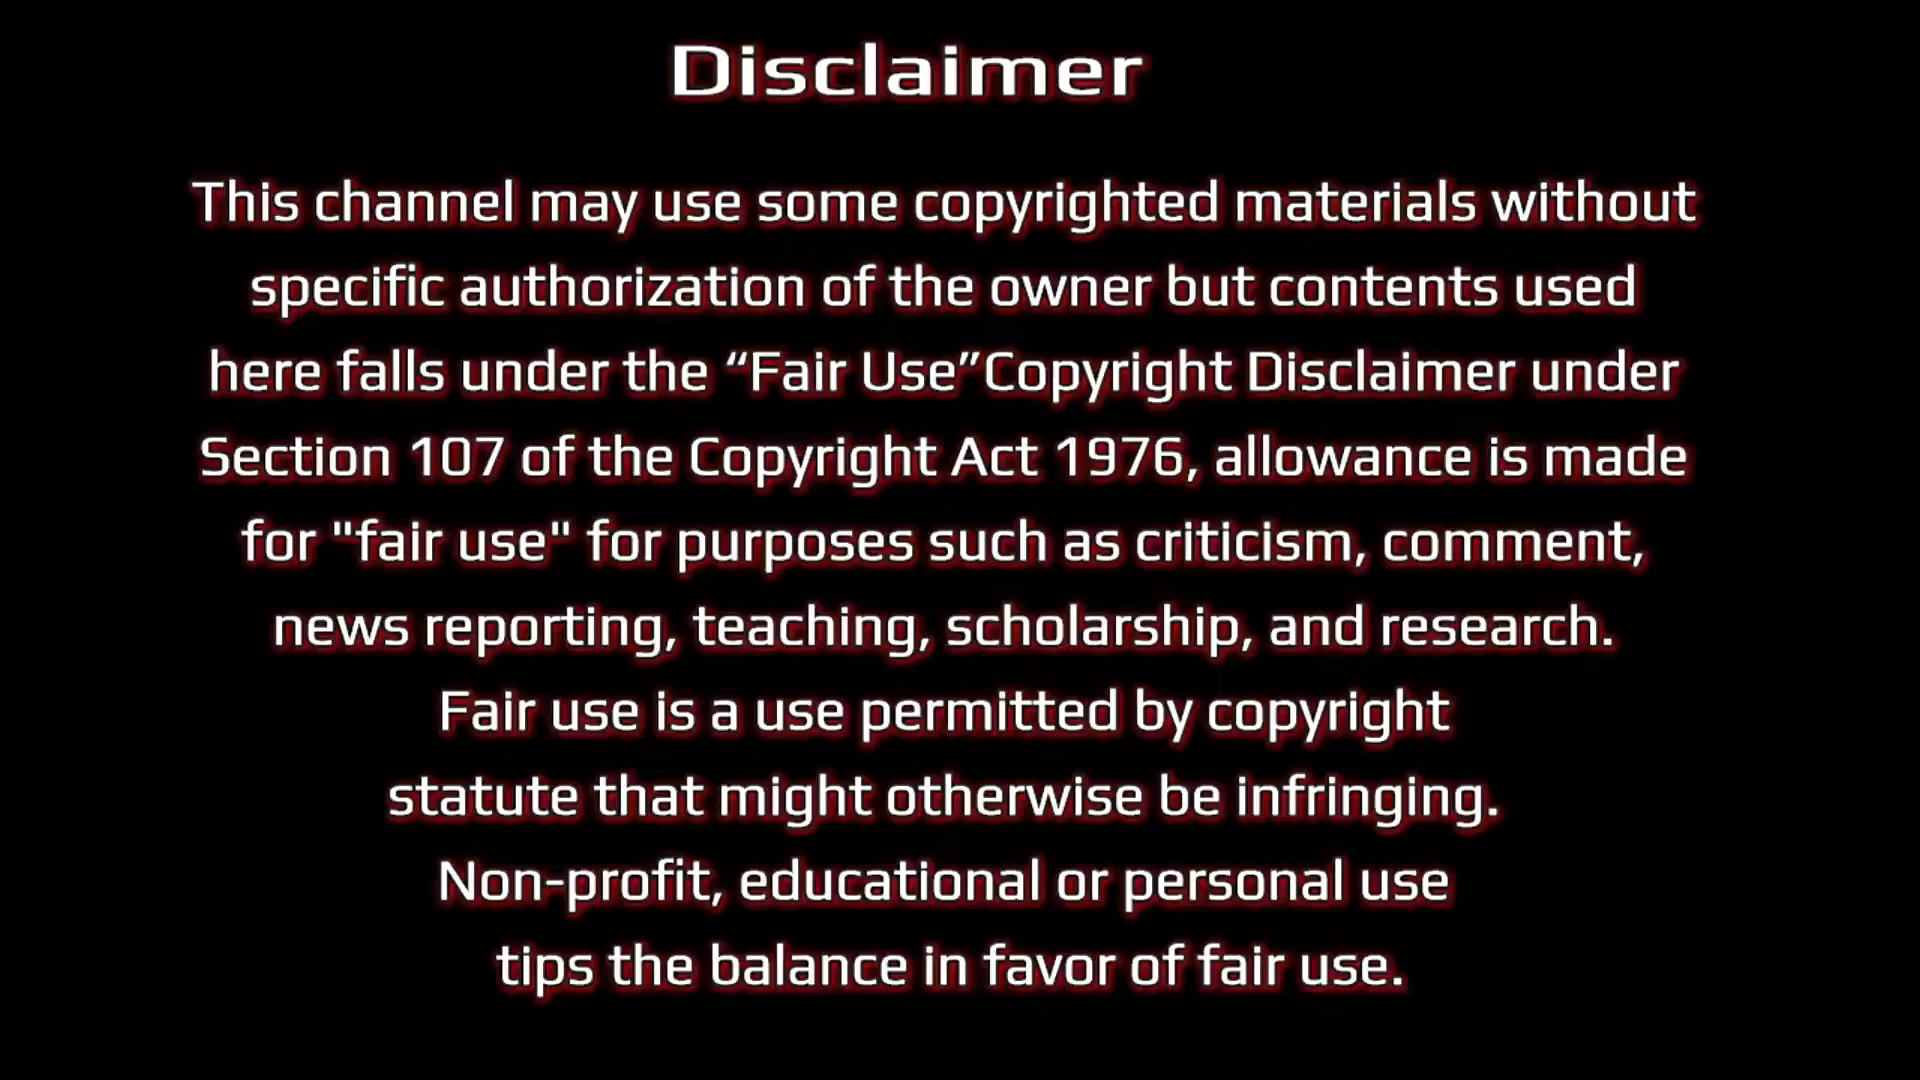 Disclaimer
This channel may use some copyrighted materials without
specific authorization of the owner but contents used
here falls under the “Fair Use”Copyright Disclaimer under
Section 107 of the Copyright Act 1976, allowance is made
for "fair use" for purposes such as criticism, comment,
news reporting, teaching, scholarship, and research.
Fair use is a use permitted by copyright
statute that might otherwise be infringing.
Non-profit, educational or personal use
tips the balance in favor of fair use.